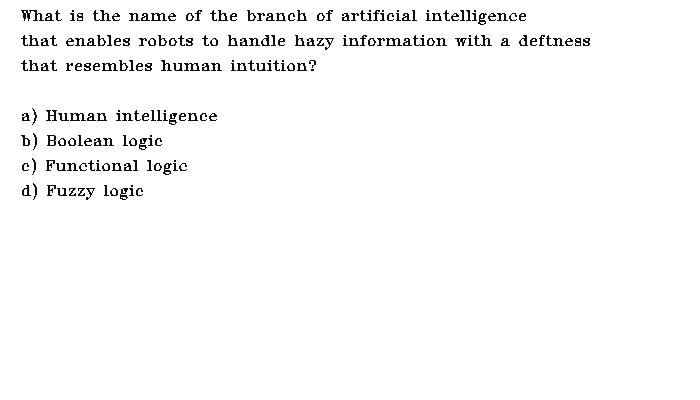 What is the name of the branch of artificial intelligence
that enables robots to handle hazy information with a deftness
that resembles human intuition?
a) Human intelligence
b) Boolean logic
c) Functional logic
d) Fuzzy logic